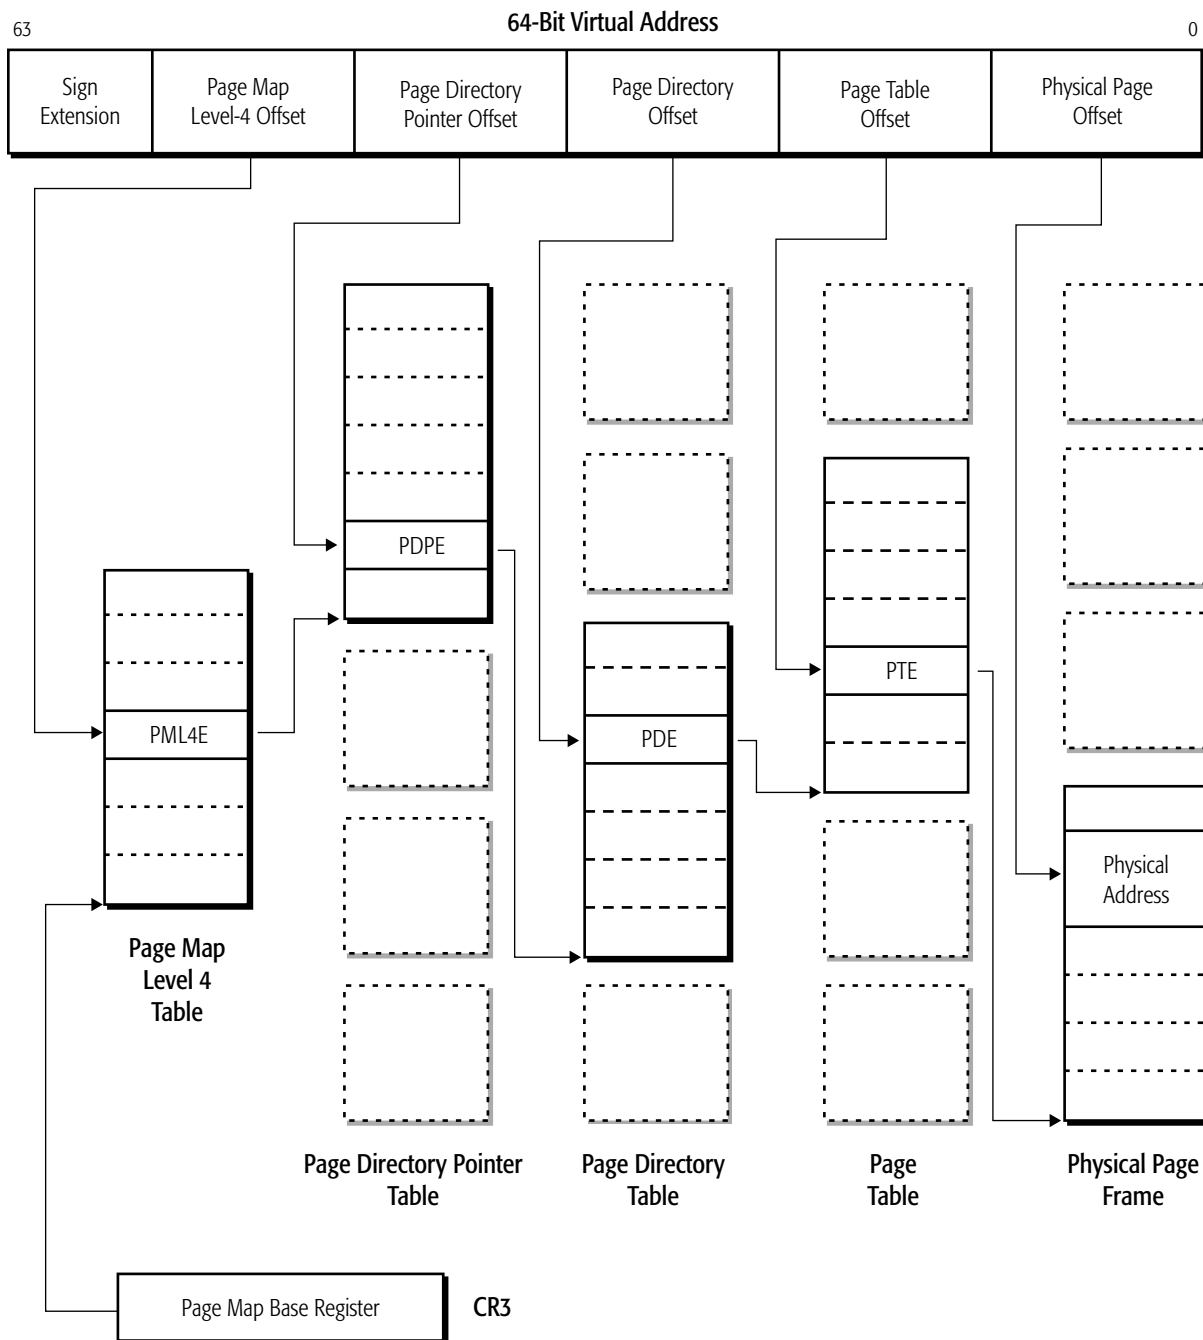 64-Bit Virtual Address
63
0
Sign
Extension
Page Map
Level-4 Offset
Page Directory
Pointer Offset
Page Directory
Offset
Page Table
Offset
Physical Page
Offset
PDPE
PTE
PML4E
PDE
Physical
Address
Page Map
Level 4
Table
Page Directory Pointer
Table
Page Directory
Table
Page
Table
Physical Page
Frame
Page Map Base Register
CR3